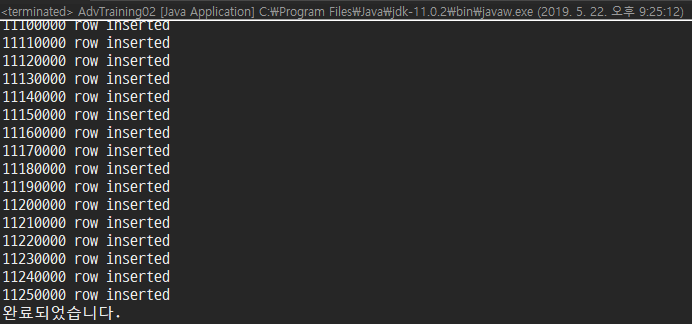 <terminated> AdvTraining02 [Java Application] C:₩Program Files₩Java₩jdk-11.0.2₩bin₩javaw.exe (2019. 5. 22. 오후 9:25:12)
11100000 row inserted
11110000 row inserted
11120000 row inserted
11130000 row inserted
11140000 row inserted
11150000 row inserted
11160000 row inserted
11170000 row inserted
11180000 row inserted
11190000 row inserted
11200000 row inserted
11210000 row inserted
11220000 row inserted
11230000 row inserted
11240000 row inserted
11250000 row inserted
완료되었습니다.